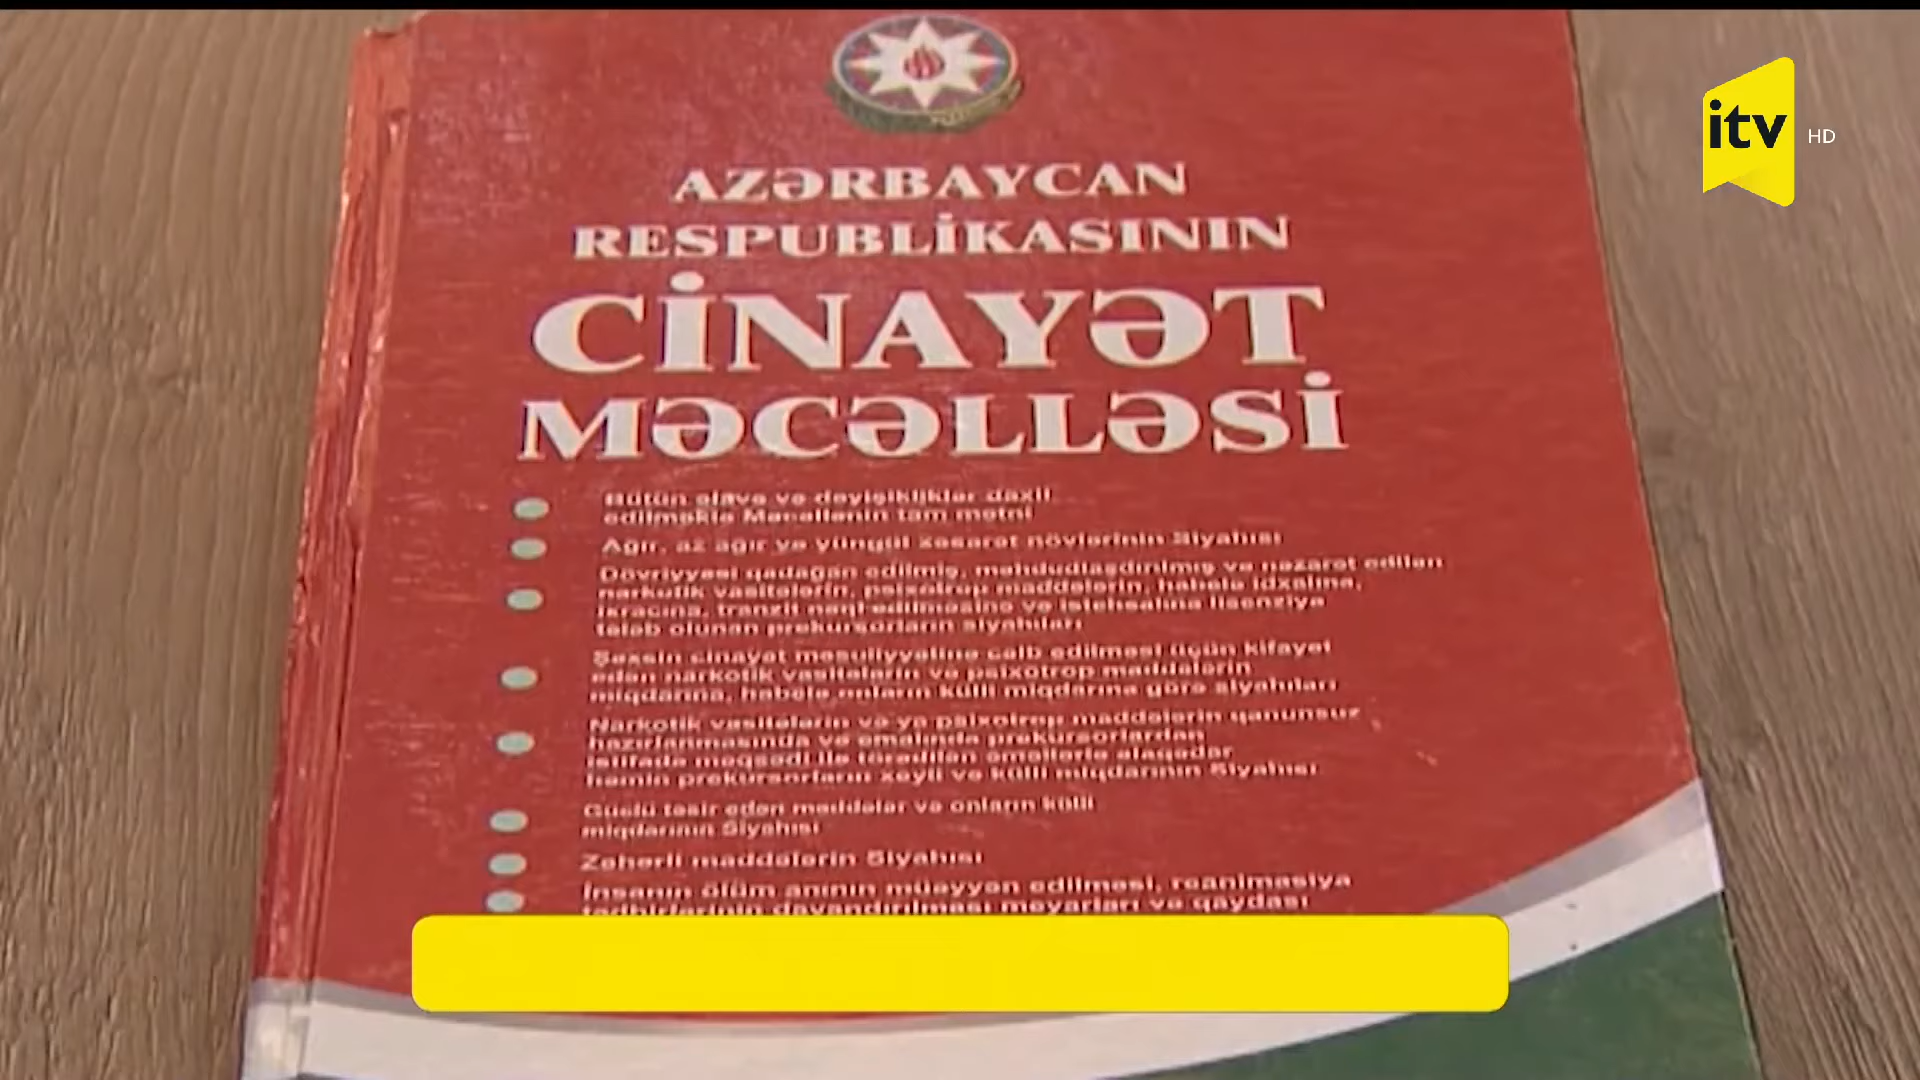 itv HD
AZƏRBAYCAN
RESPUBLİKASININ
CİNAYƏT
MƏCƏLLƏSİ
Bütün əlavə və dəyişikliklər daxil
edilməklə Məcəllənin tam mətni
Ağır, az ağır və yüngül xəsarət növlərinin Siyahısı
Dövriyyəsi qadağan edilmiş, məhdudlaşdırılmış və nəzarət edilən
narkotik vasitələrin, psixotrop maddələrin, habelə idxalına,
ixracına, tranzit nəql edilməsinə və istehsalına lisenziya
tələb olunan prekursorların siyahıları
Şəxsin cinayət məsuliyyətinə cəlb edilməsi üçün kifayət
edən narkotik vasitələrin və psixotrop maddələrin
miqdarına, habelə onların külli miqdarına görə siyahıları
Narkotik vasitələrin və ya psixotrop maddələrin qanunsuz
hazırlanmasında və emalında prekursorlardan
istifadə məqsədi ilə törədilən əməllərlə əlaqədar
həmin prekursorların xeyli və külli miqdarının Siyahısı
Güclü təsir edən maddələr və onların külli
miqdarının Siyahısı
Zəhərli maddələrin Siyahısı
İnsanın ölüm anının müəyyən edilməsi, reanimasiya
tədbirlərinin dayandırılması meyarları və qaydası